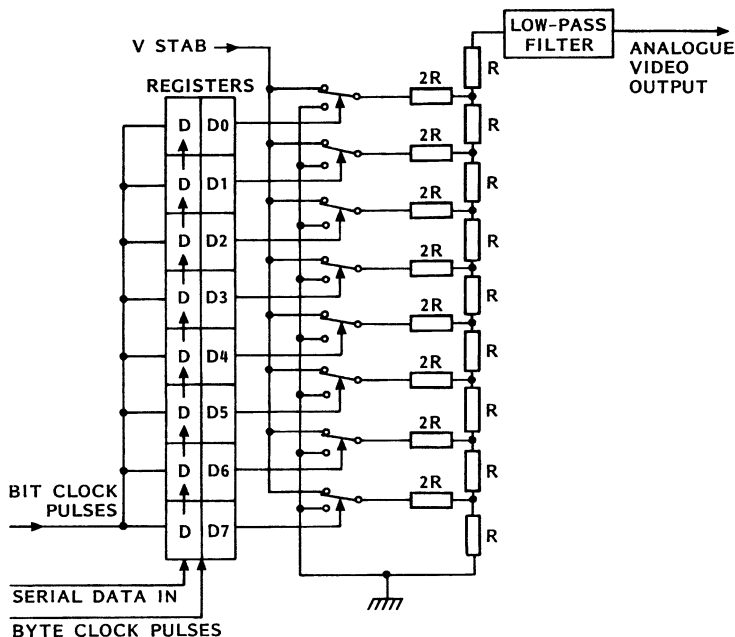 LOW-PASS
FILTER
ANALOGUE
VIDEO
OUTPUT
V STAB
REGISTERS
R
2R
D D0
R
2R
D D1
R
2R
D D2
R
2R
D D3
R
2R
D D4
R
2R
D D5
R
2R
D D6
R
2R
D D7
R
BIT CLOCK
PULSES
SERIAL DATA IN
BYTE CLOCK PULSES